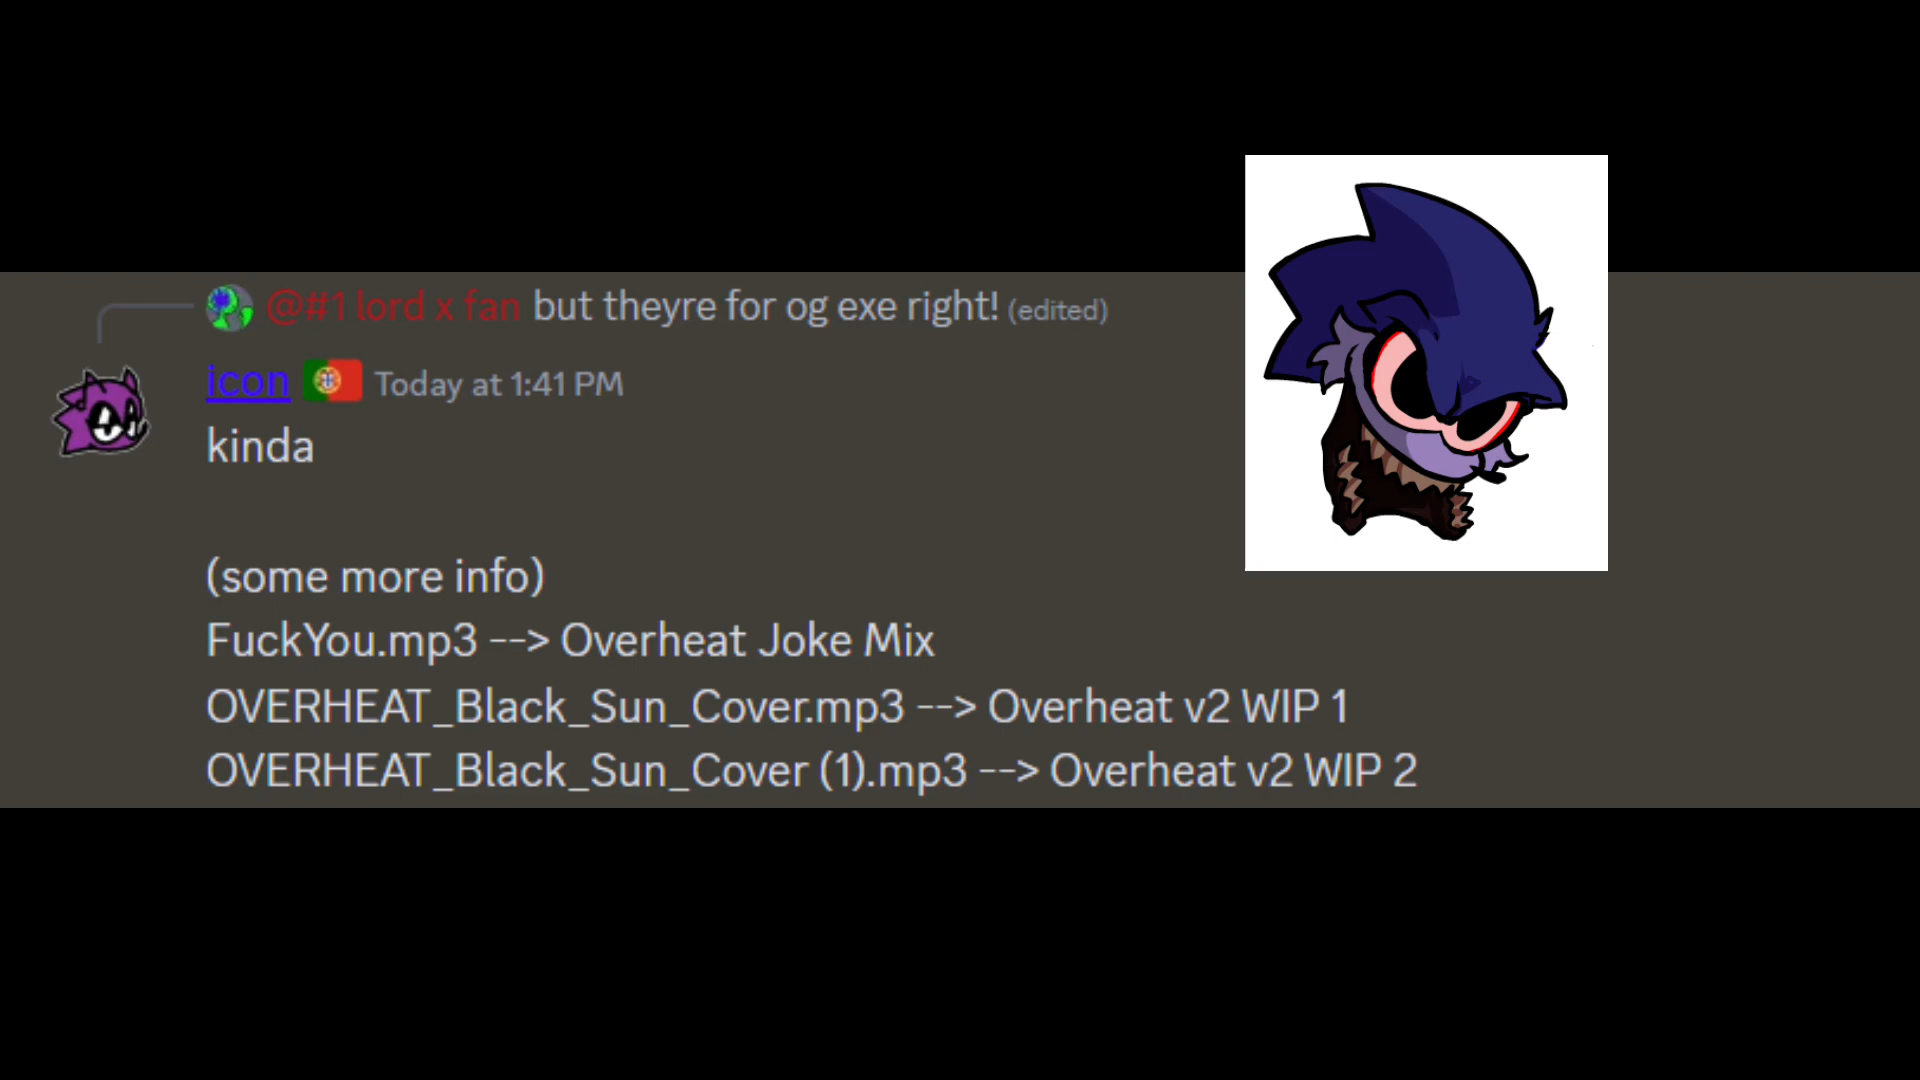 @#1 lord x fan but theyre for og exe right! (edited)
icon Today at 1:41 PM
kinda
(some more info)
FuckYou.mp3 --> Overheat Joke Mix
OVERHEAT_Black_Sun_Cover.mp3 --> Overheat v2 WIP 1
OVERHEAT_Black_Sun_Cover (1).mp3 --> Overheat v2 WIP 2